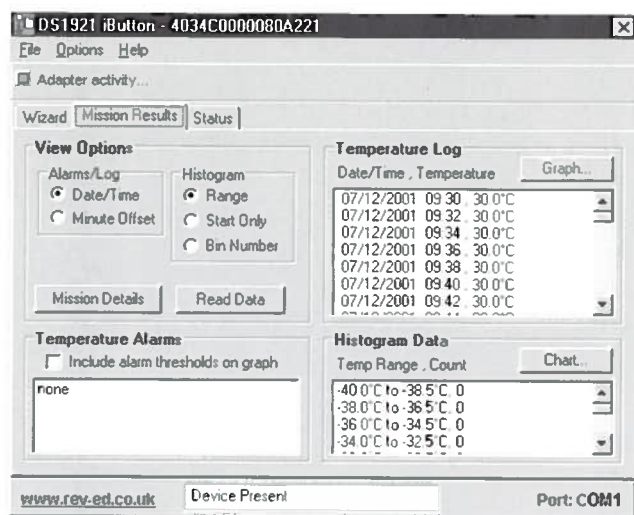 DS1921 iButton - 4034C0000080A221
File Options Help
Adapter activity...
Wizard Mission Results Status
View Options
Alarms/Log
Date/Time
Minute Offset
Histogram
Range
Start Only
Bin Number
Mission Details Read Data
Temperature Log
Date/Time , Temperature Graph...
07/12/2001 09:30 , 30.0°C
07/12/2001 09:32 , 30.0°C
07/12/2001 09:34 , 30.0°C
07/12/2001 09:36 , 30.0°C
07/12/2001 09:38 , 30.0°C
07/12/2001 09:40 , 30.0°C
07/12/2001 09:42 , 30.0°C
Temperature Alarms
Include alarm thresholds on graph
none
Histogram Data
Temp Range , Count Chart...
-40.0°C to -38.5°C, 0
-38.0°C to -36.5°C, 0
-36.0°C to -34.5°C, 0
-34.0°C to -32.5°C, 0
www.rev-ed.co.uk Device Present Port: COM1